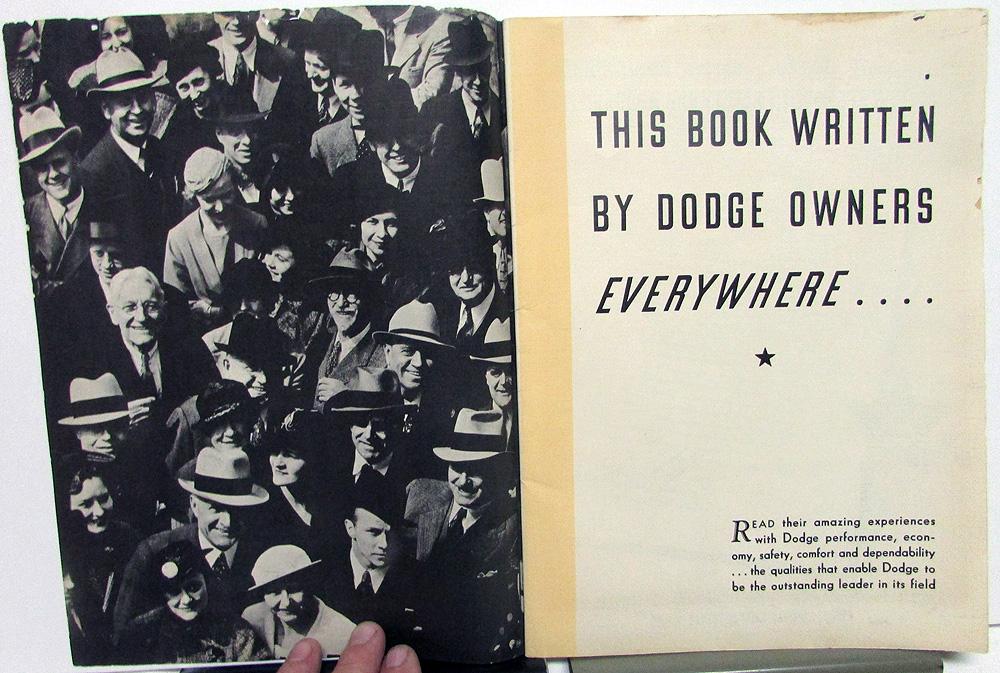 THIS BOOK WRITTEN
BY DODGE OWNERS
EVERYWHERE . . . .
READ their amazing experiences
with Dodge performance, econ-
omy, safety, comfort and dependability
. . . the qualities that enable Dodge to
be the outstanding leader in its field